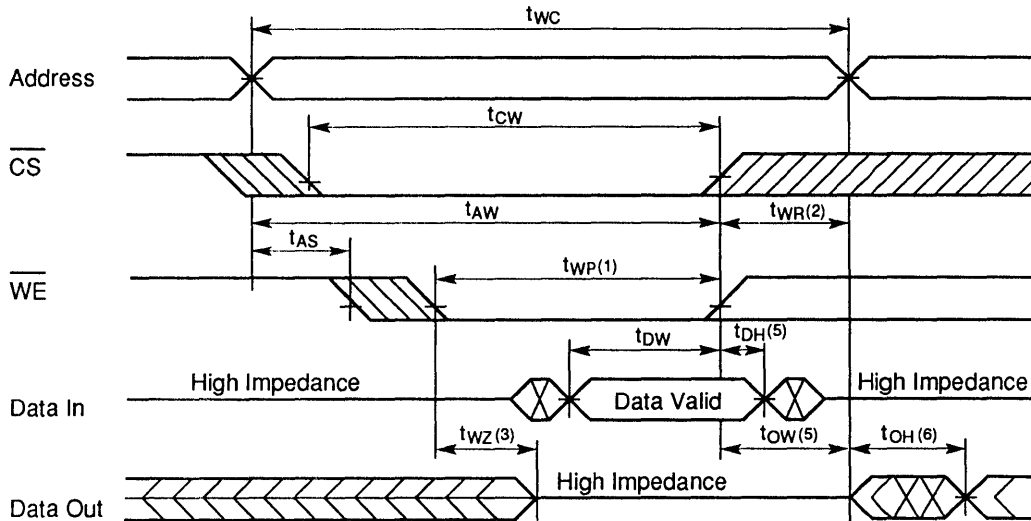 tWC
Address
tCW
CS
tAW
tWR(2)
tAS
WE
tWP(1)
tDW
tDH(5)
High Impedance
Data Valid
High Impedance
Data In
tWZ(3)
tOW(5)
tOH(6)
High Impedance
Data Out